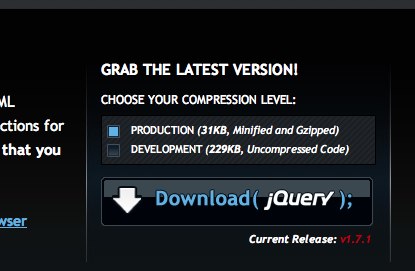 GRAB THE LATEST VERSION!
CHOOSE YOUR COMPRESSION LEVEL:
ML
PRODUCTION (31KB, Minified and Gzipped)
ctions for
DEVELOPMENT (229KB, Uncompressed Code)
that you
Download( jQuery );
wser
Current Release: v1.7.1